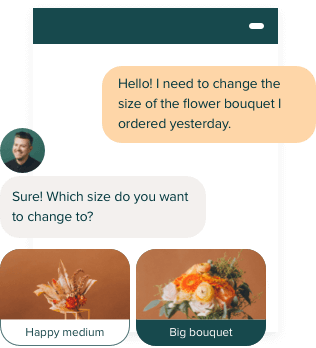 Hello! I need to change the
size of the flower bouquet I
ordered yesterday.
Sure! Which size do you want
to change to?
Happy medium
Big bouquet